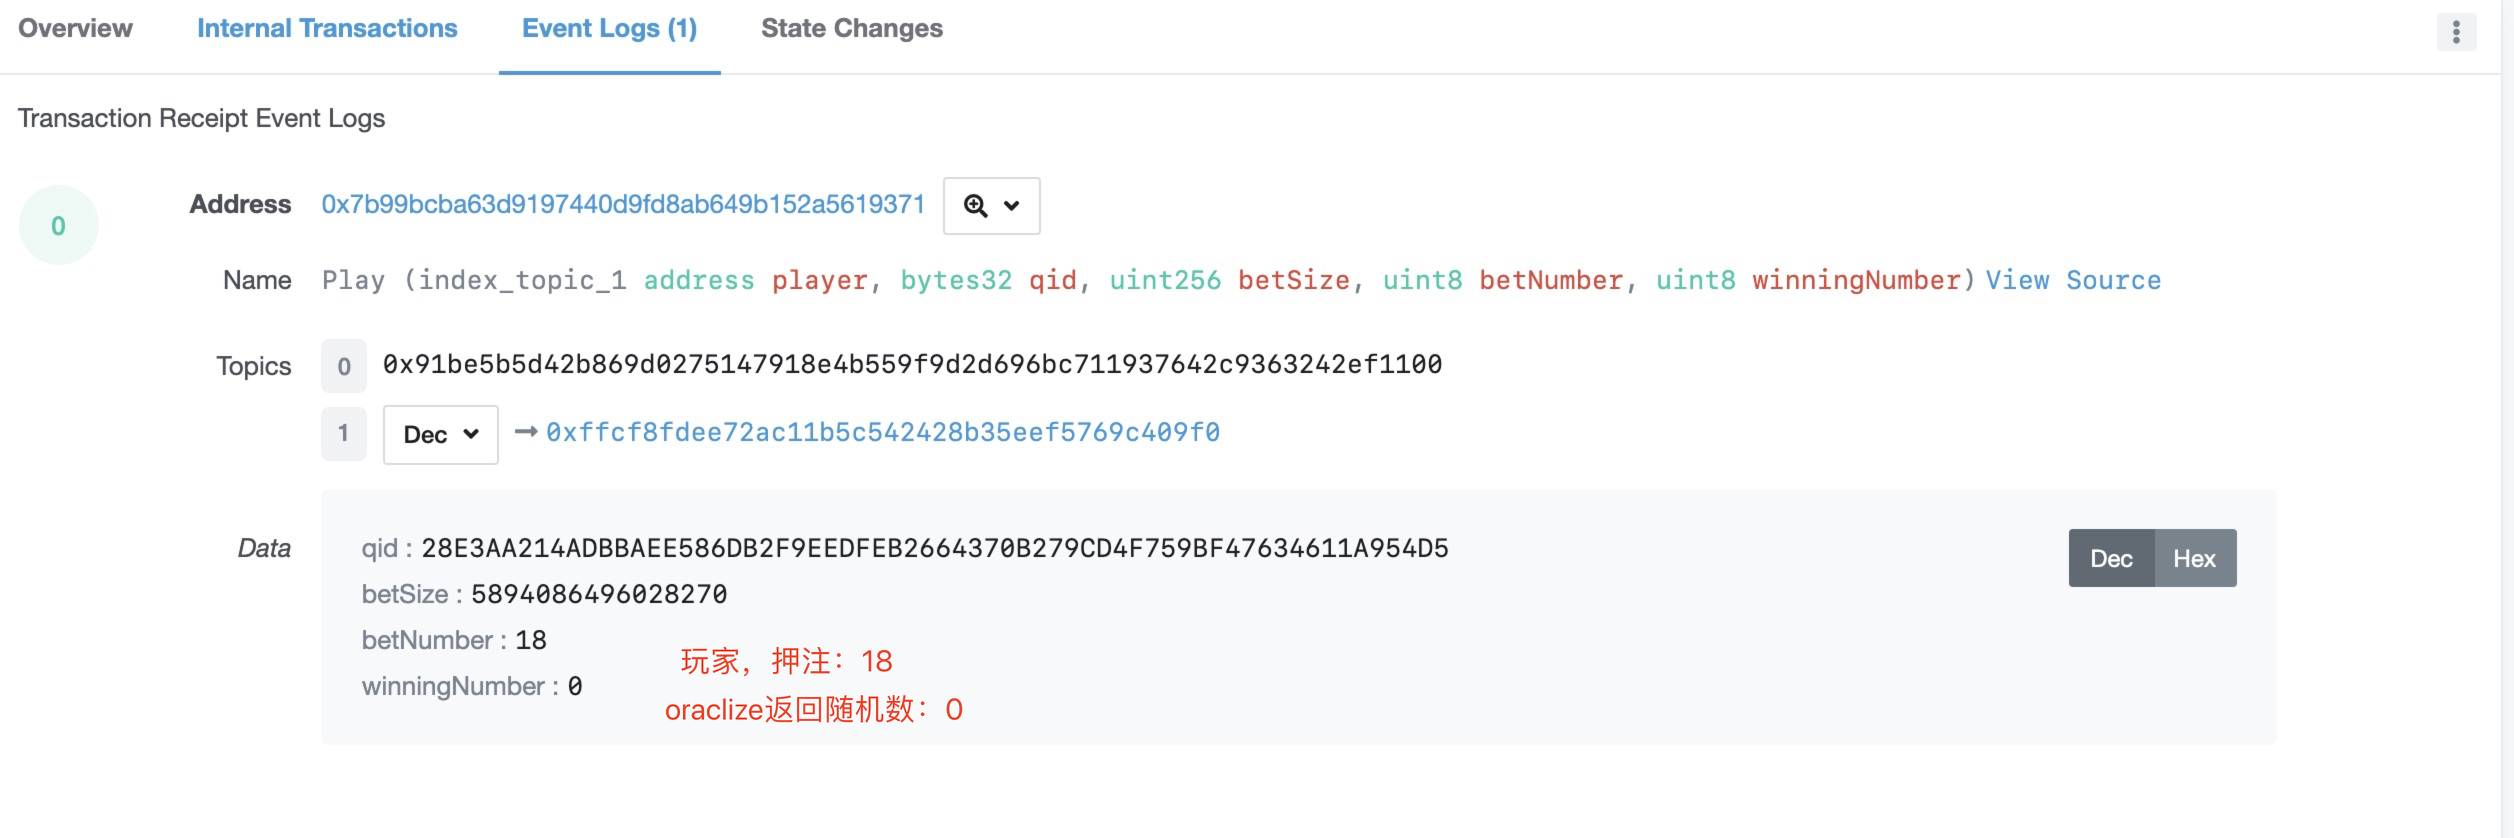 Overview Internal Transactions Event Logs (1) State Changes
Transaction Receipt Event Logs
0
Address 0x7b99bcba63d9197440d9fd8ab649b152a5619371
Name Play (index_topic_1 address player, bytes32 qid, uint256 betSize, uint8 betNumber, uint8 winningNumber) View Source
Topics 0 0x91be5b5d42b869d0275147918e4b559f9d2d696bc711937642c9363242ef1100
1 Dec → 0xffcf8fdee72ac11b5c542428b35eef5769c409f0
Data qid : 28E3AA214ADBBAEE586DB2F9EEDFEB2664370B279CD4F759BF47634611A954D5 Dec Hex
betSize : 5894086496028270
betNumber : 18
玩家，押注：18
winningNumber : 0
oraclize返回随机数：0